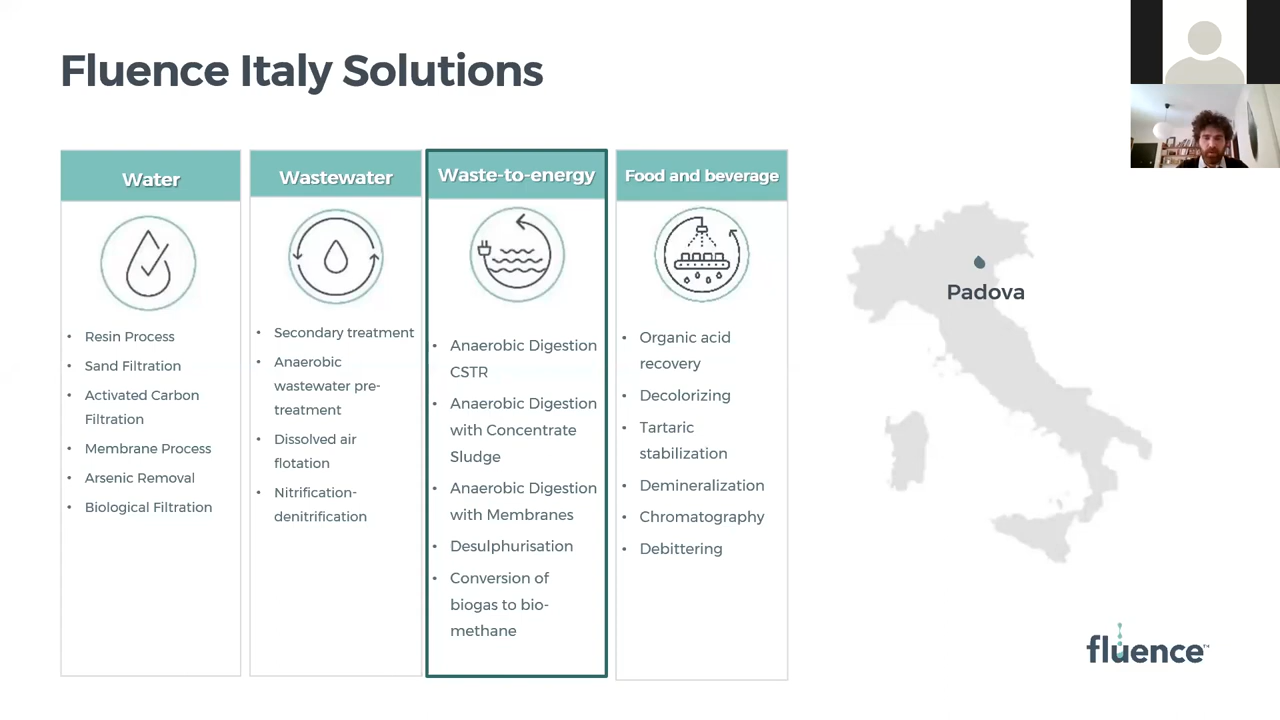 Fluence Italy Solutions
Water
• Resin Process
• Sand Filtration
• Activated Carbon
Filtration
• Membrane Process
• Arsenic Removal
• Biological Filtration
Wastewater
• Secondary treatment
• Anaerobic
wastewater pre-
treatment
• Dissolved air
flotation
• Nitrification-
denitrification
Waste-to-energy
• Anaerobic Digestion
CSTR
• Anaerobic Digestion
with Concentrate
Sludge
• Anaerobic Digestion
with Membranes
• Desulphurisation
• Conversion of
biogas to bio-
methane
Food and beverage
• Organic acid
recovery
• Decolorizing
• Tartaric
stabilization
• Demineralization
• Chromatography
• Debittering
Padova
fluence™